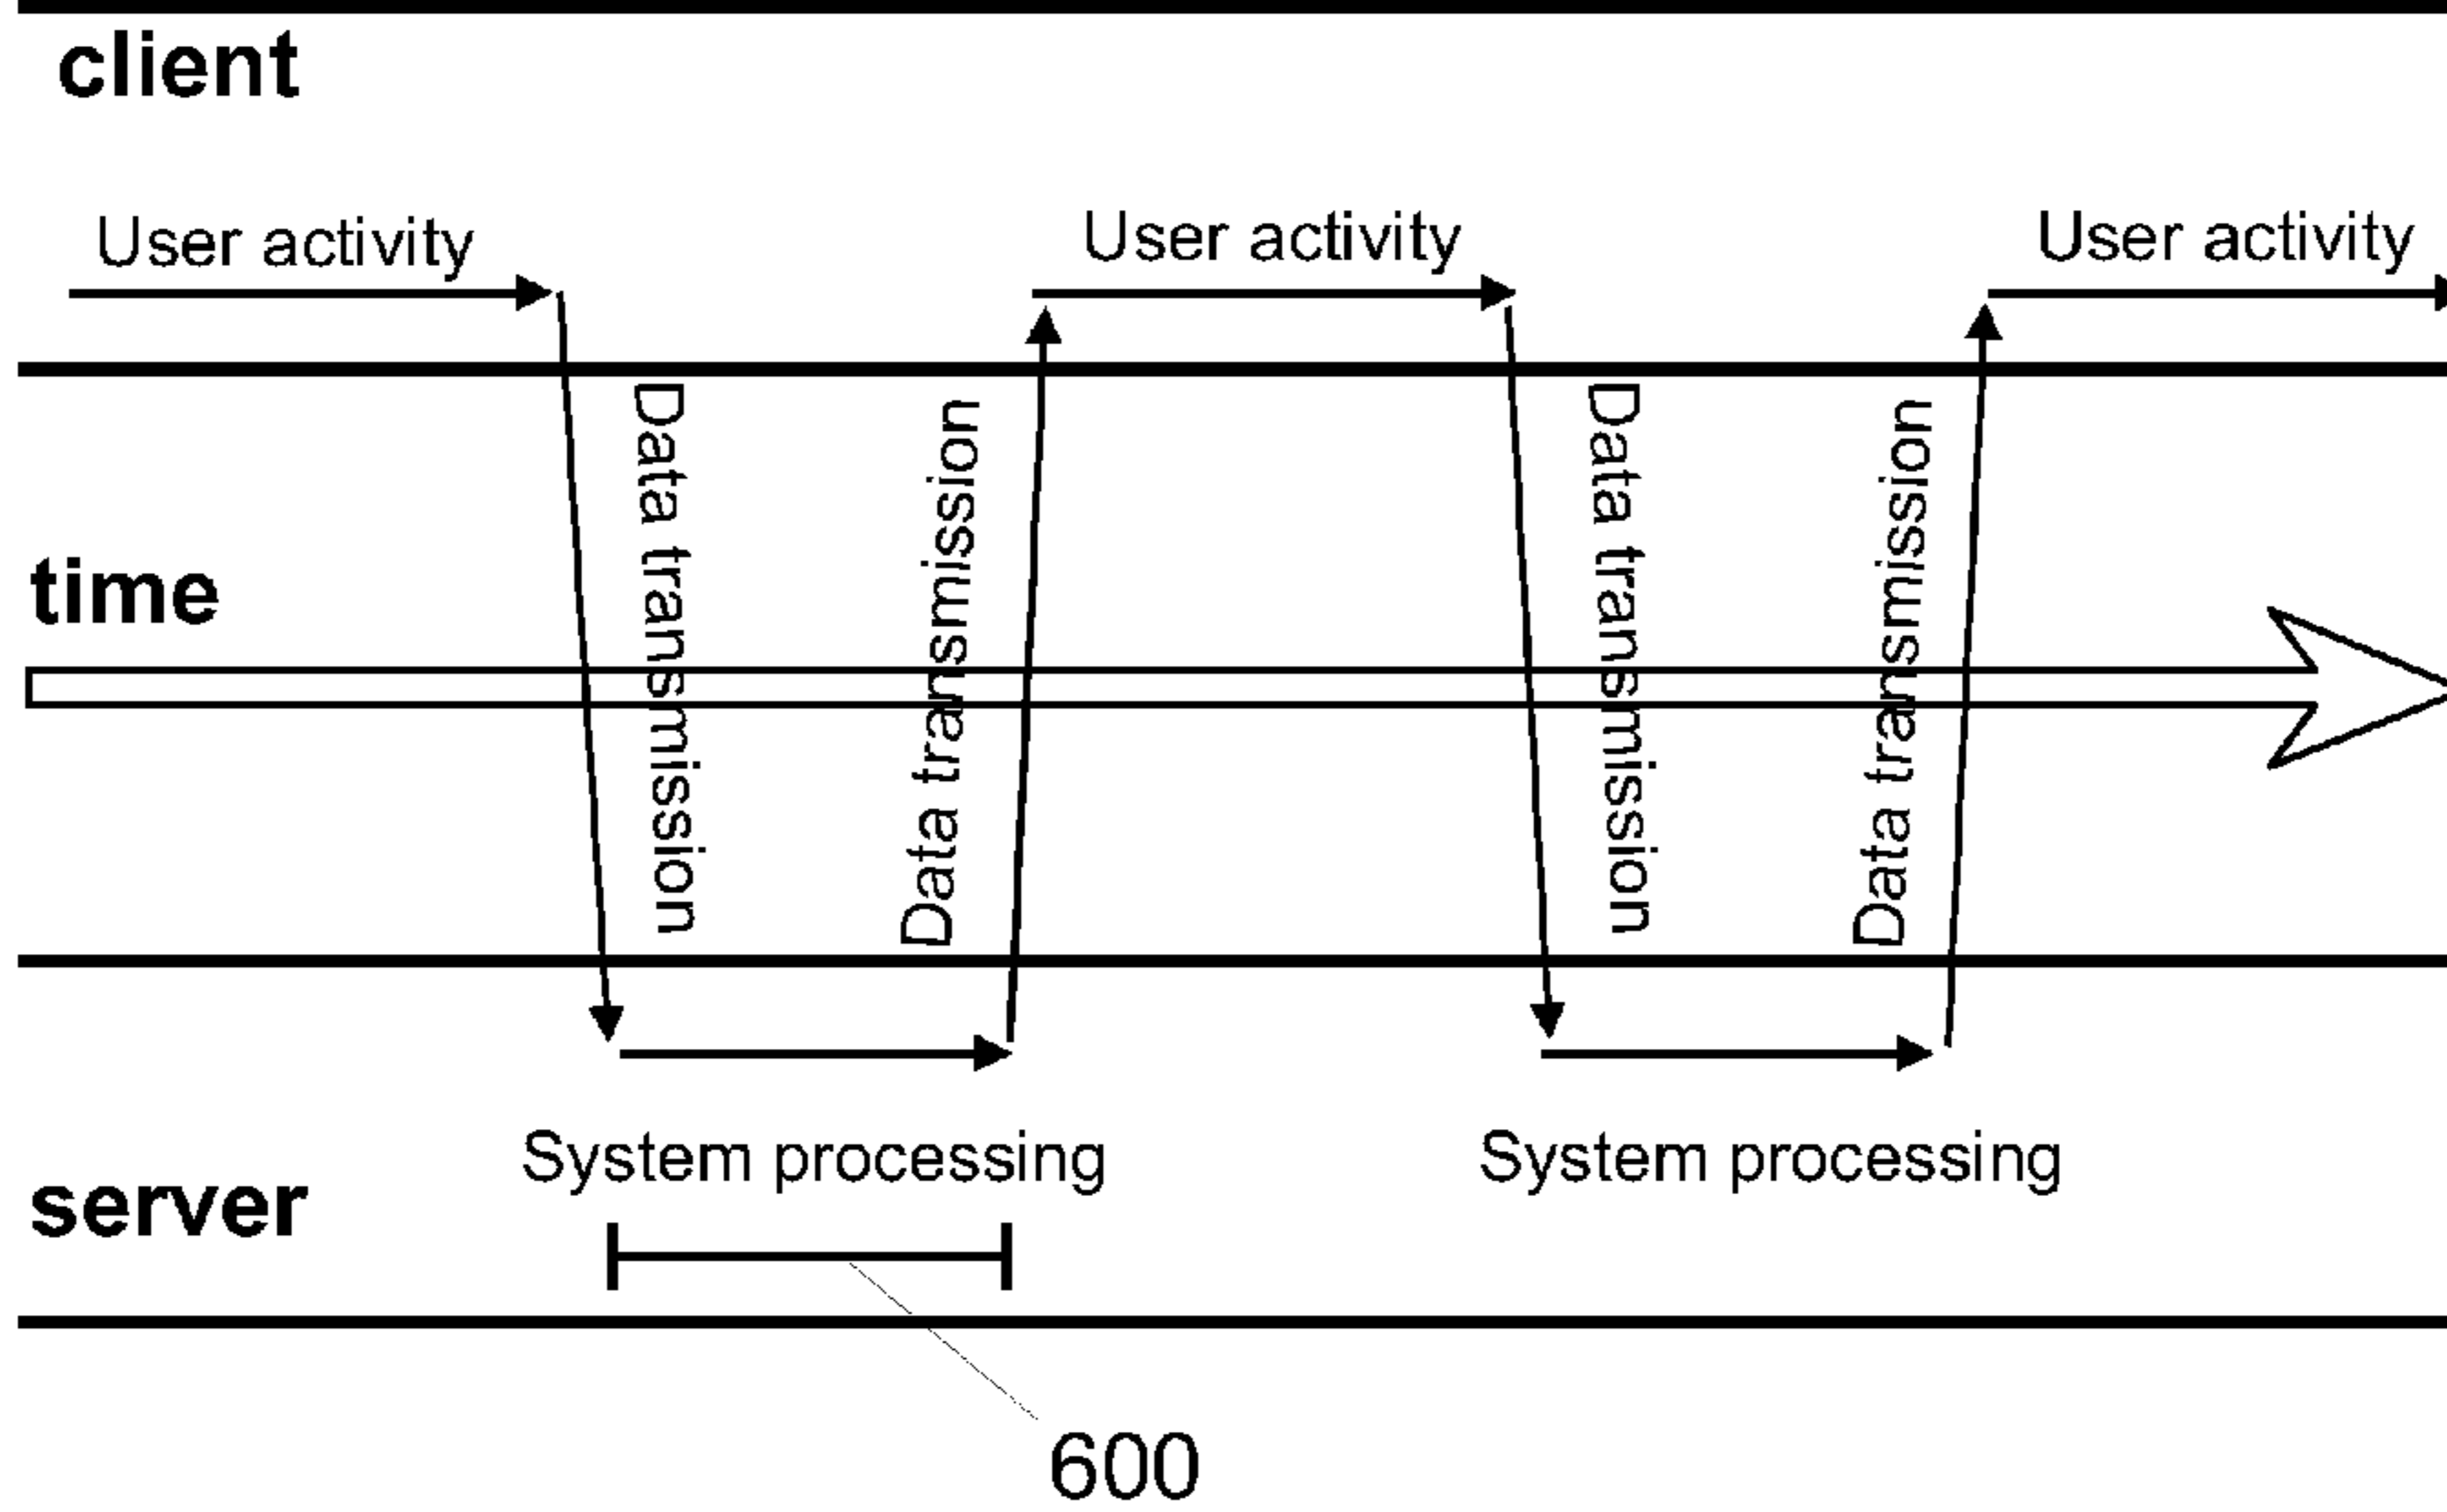 client
User activity
User activity
User activity
Data transmission
Data transmission
Data transmission
Data transmission
time
System processing
System processing
server
600